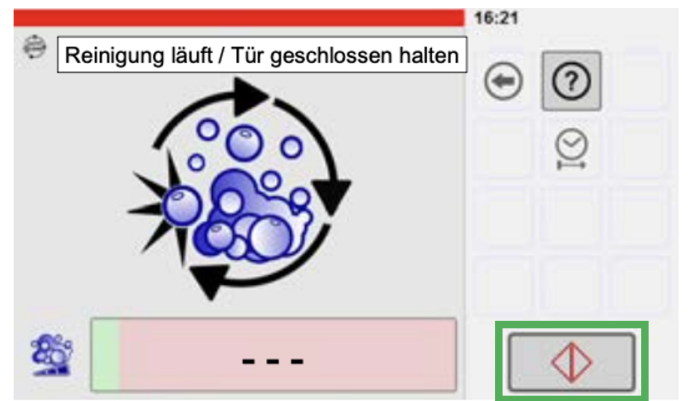 16:21
Reinigung läuft / Tür geschlossen halten
?
- - -